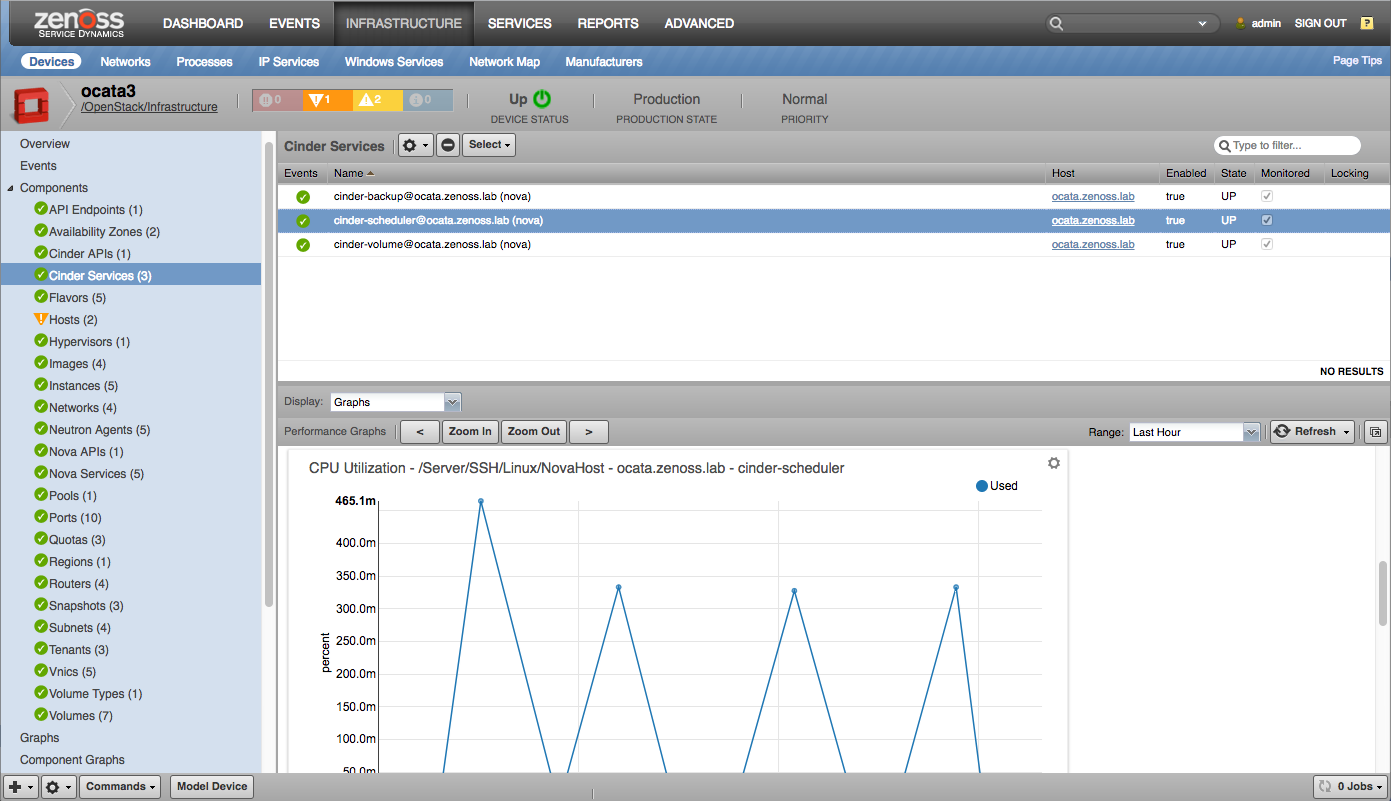 zenoss
SERVICE DYNAMICS
DASHBOARD EVENTS INFRASTRUCTURE SERVICES REPORTS ADVANCED
admin SIGN OUT ?
Devices Networks Processes IP Services Windows Services Network Map Manufacturers Page Tips
ocata3
/OpenStack/Infrastructure
0 1 2 0
Up
DEVICE STATUS
Production
PRODUCTION STATE
Normal
PRIORITY
Overview
Events
Components
API Endpoints (1)
Availability Zones (2)
Cinder APIs (1)
Cinder Services (3)
Flavors (5)
Hosts (2)
Hypervisors (1)
Images (4)
Instances (5)
Networks (4)
Neutron Agents (5)
Nova APIs (1)
Nova Services (5)
Pools (1)
Ports (10)
Quotas (3)
Regions (1)
Routers (4)
Snapshots (3)
Subnets (4)
Tenants (3)
Vnics (5)
Volume Types (1)
Volumes (7)
Graphs
Component Graphs
Cinder Services Select Type to filter...
Events Name Host Enabled State Monitored Locking
cinder-backup@ocata.zenoss.lab (nova) ocata.zenoss.lab true UP
cinder-scheduler@ocata.zenoss.lab (nova) ocata.zenoss.lab true UP
cinder-volume@ocata.zenoss.lab (nova) ocata.zenoss.lab true UP
NO RESULTS
Display: Graphs
Performance Graphs < Zoom In Zoom Out > Range: Last Hour Refresh
CPU Utilization - /Server/SSH/Linux/NovaHost - ocata.zenoss.lab - cinder-scheduler
Used
465.1m
400.0m
350.0m
300.0m
250.0m
200.0m
150.0m
100.0m
50.0m
percent
Commands Model Device 0 Jobs